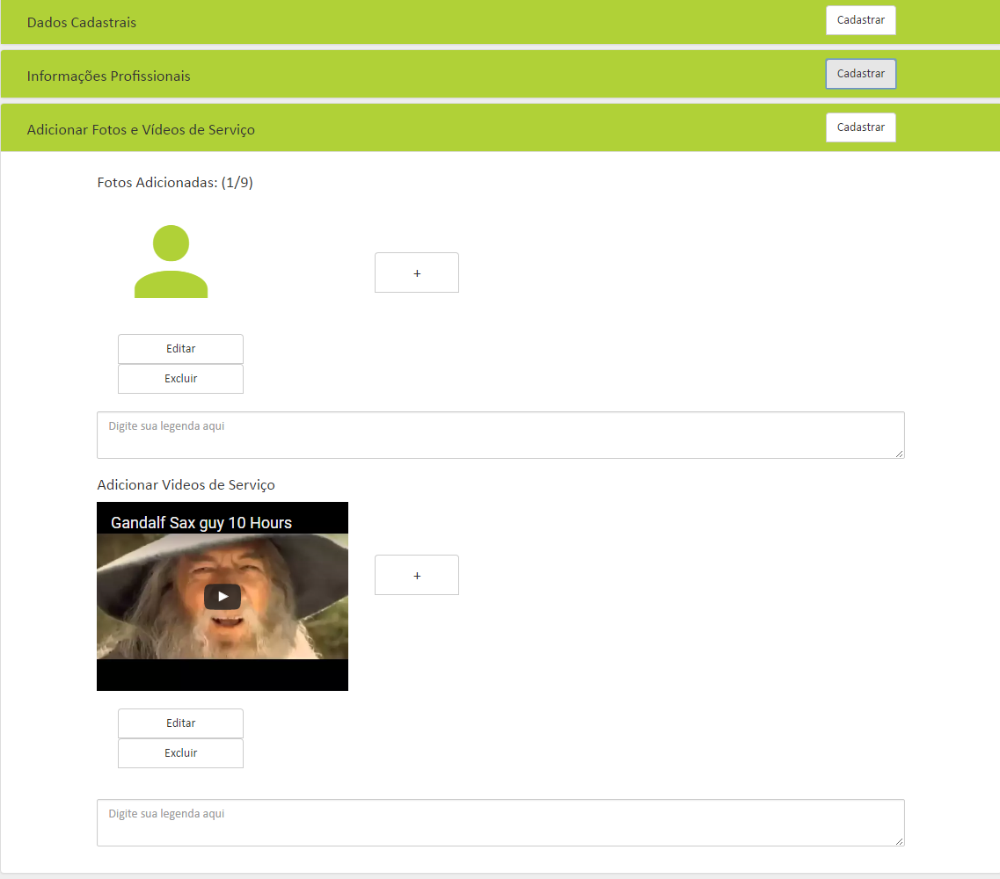 Dados Cadastrais
Cadastrar
Informações Profissionais
Cadastrar
Adicionar Fotos e Vídeos de Serviço
Cadastrar
Fotos Adicionadas: (1/9)
+
Editar
Excluir
Digite sua legenda aqui
Adicionar Videos de Serviço
Gandalf Sax guy 10 Hours
+
Editar
Excluir
Digite sua legenda aqui